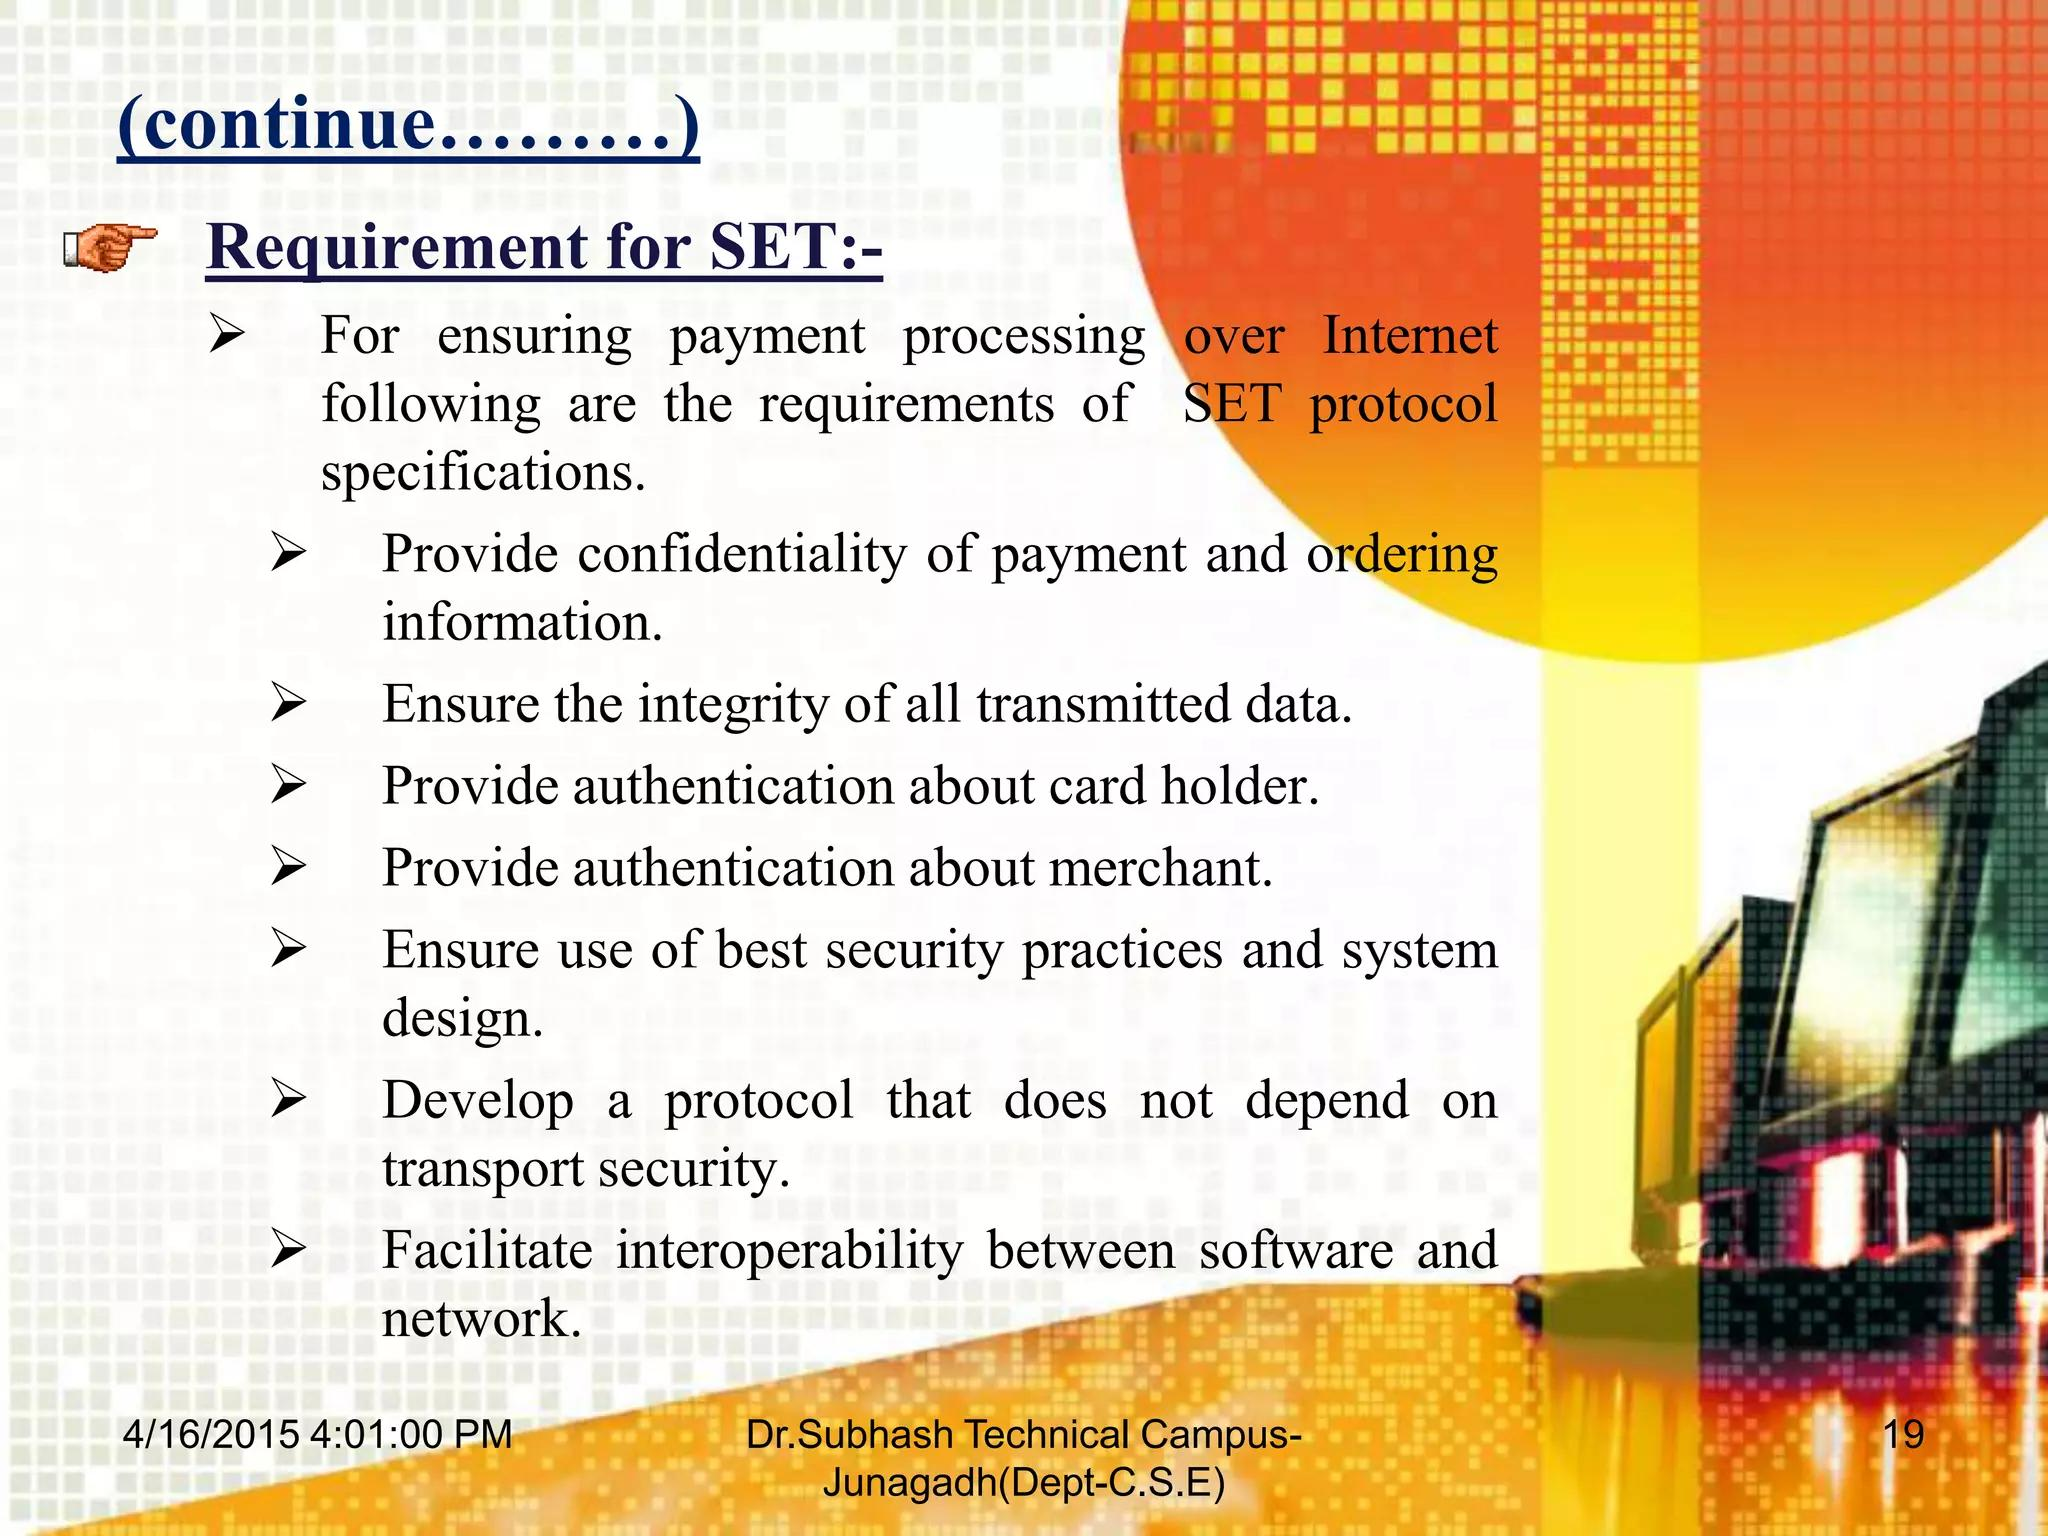 (continue………)
Requirement for SET:-
➢ For ensuring payment processing over Internet
following are the requirements of SET protocol
specifications.
➢ Provide confidentiality of payment and ordering
information.
➢ Ensure the integrity of all transmitted data.
➢ Provide authentication about card holder.
➢ Provide authentication about merchant.
➢ Ensure use of best security practices and system
design.
➢ Develop a protocol that does not depend on
transport security.
➢ Facilitate interoperability between software and
network.
4/16/2015 4:01:00 PM
Dr.Subhash Technical Campus-
Junagadh(Dept-C.S.E)
19